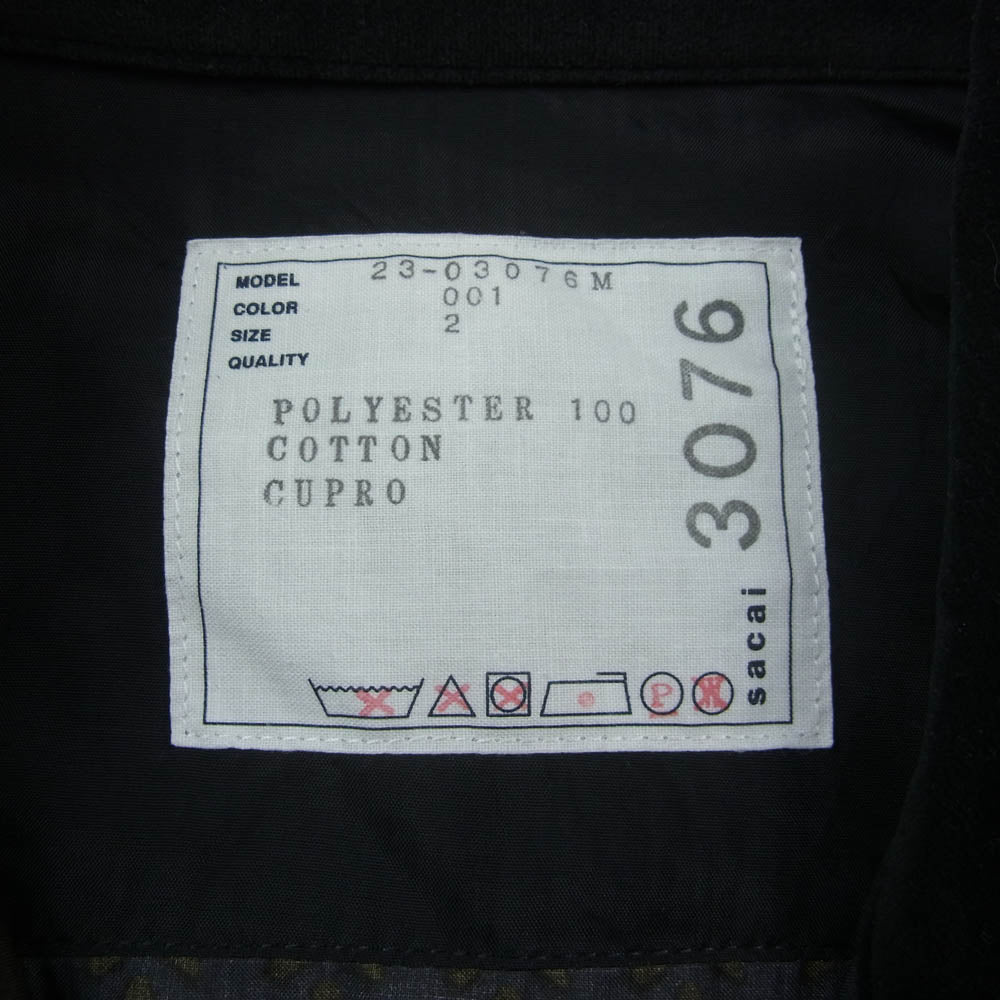 MODEL 23-03076M
COLOR 001
SIZE 2
QUALITY
POLYESTER 100
COTTON
CUPRO
3076
sacai
P W